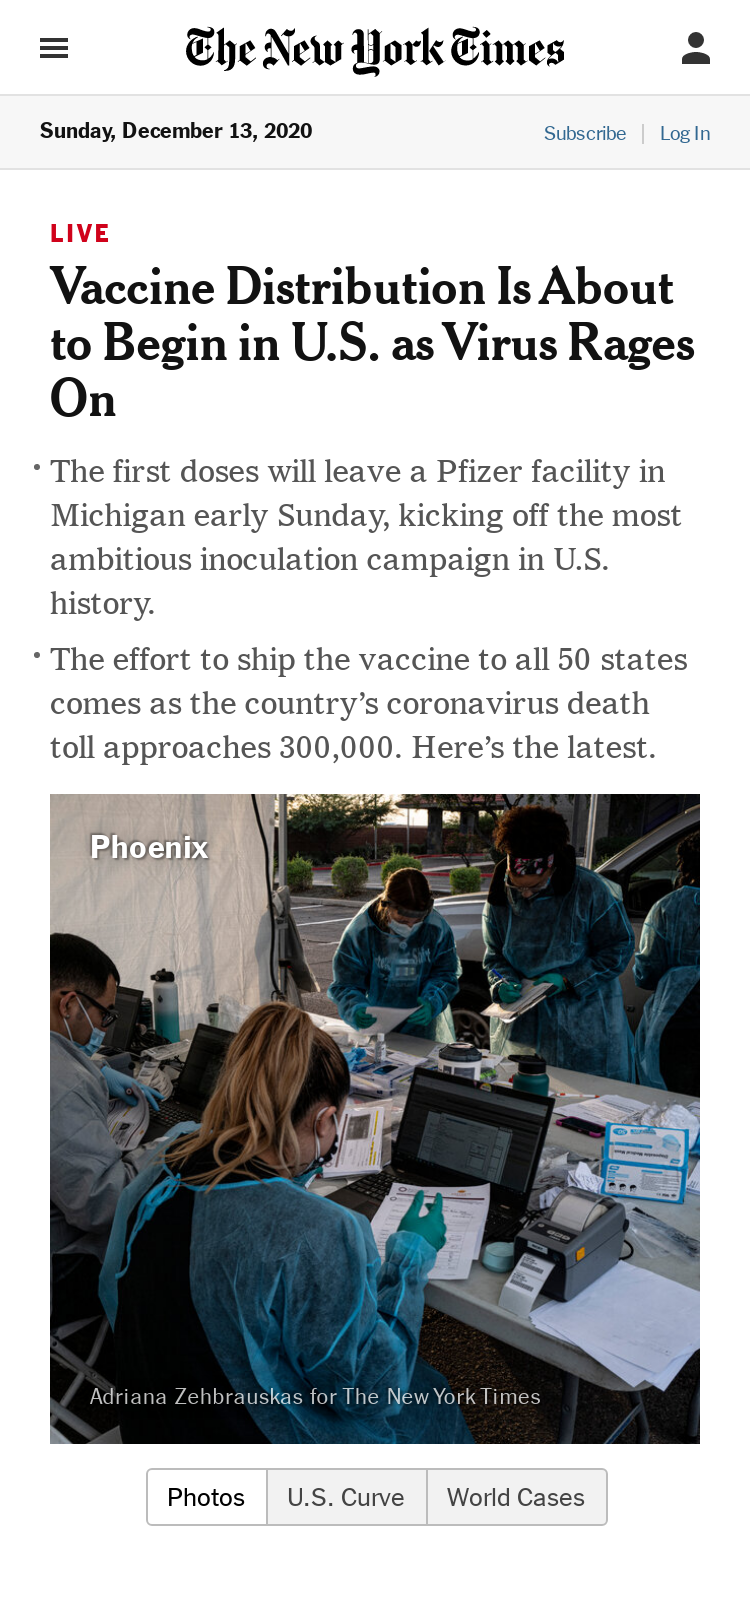 The New York Times
Sunday, December 13, 2020
Subscribe | Log In
LIVE
Vaccine Distribution Is About
to Begin in U.S. as Virus Rages
On
• The first doses will leave a Pfizer facility in
Michigan early Sunday, kicking off the most
ambitious inoculation campaign in U.S.
history.
• The effort to ship the vaccine to all 50 states
comes as the country’s coronavirus death
toll approaches 300,000. Here’s the latest.
Phoenix
Adriana Zehbrauskas for The New York Times
Photos
U.S. Curve
World Cases